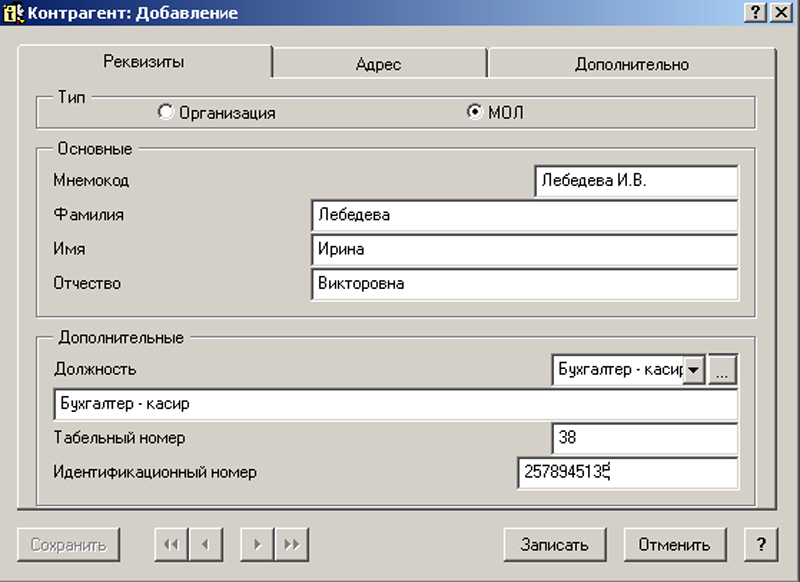 Контрагент: Добавление
Реквизиты Адрес Дополнительно
Тип
Организация МОЛ
Основные
Мнемокод Лебедева И.В.
Фамилия Лебедева
Имя Ирина
Отчество Викторовна
Дополнительные
Должность Бухгалтер - касир ...
Бухгалтер - касир
Табельный номер 38
Идентификационный номер 2578945135
Сохранить Записать Отменить ?